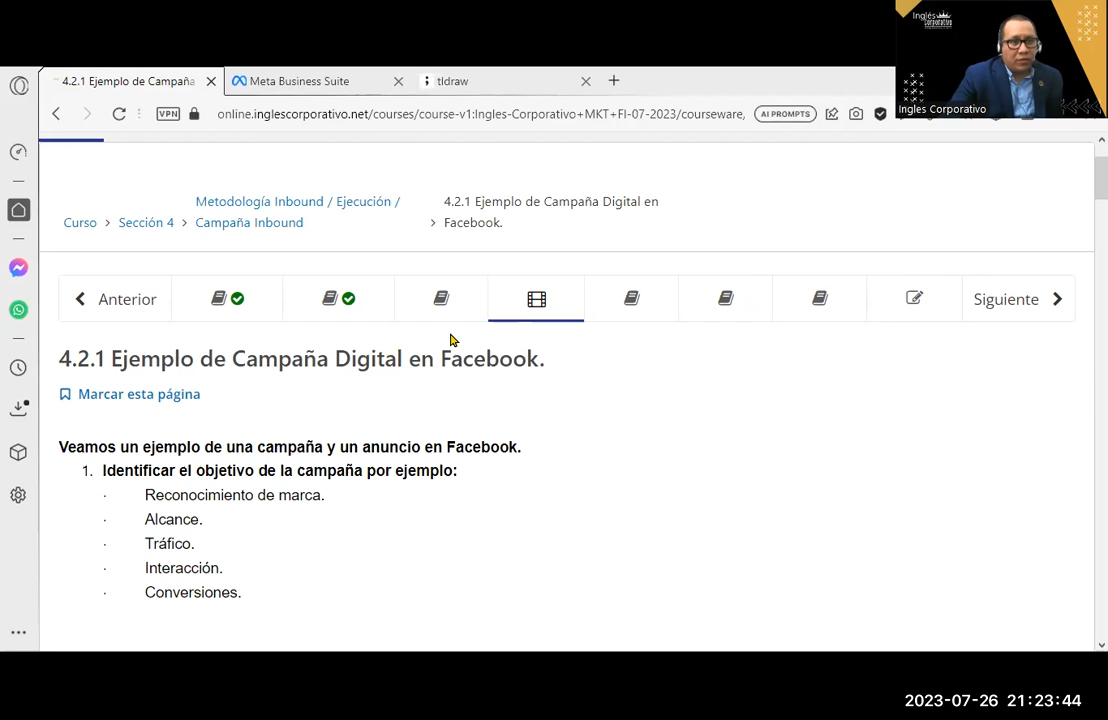 Inglés
Corporativo
Ingles Corporativo
4.2.1 Ejemplo de Campaña
Meta Business Suite
tldraw
VPN
online.inglescorporativo.net/courses/course-v1:Ingles-Corporativo+MKT+FI-07-2023/courseware,
AI PROMPTS
Metodología Inbound / Ejecución /
4.2.1 Ejemplo de Campaña Digital en
Curso > Sección 4 > Campaña Inbound > Facebook.
Anterior
Siguiente
4.2.1 Ejemplo de Campaña Digital en Facebook.
Marcar esta página
Veamos un ejemplo de una campaña y un anuncio en Facebook.
1. Identificar el objetivo de la campaña por ejemplo:
· Reconocimiento de marca.
· Alcance.
· Tráfico.
· Interacción.
· Conversiones.
2023-07-26 21:23:44